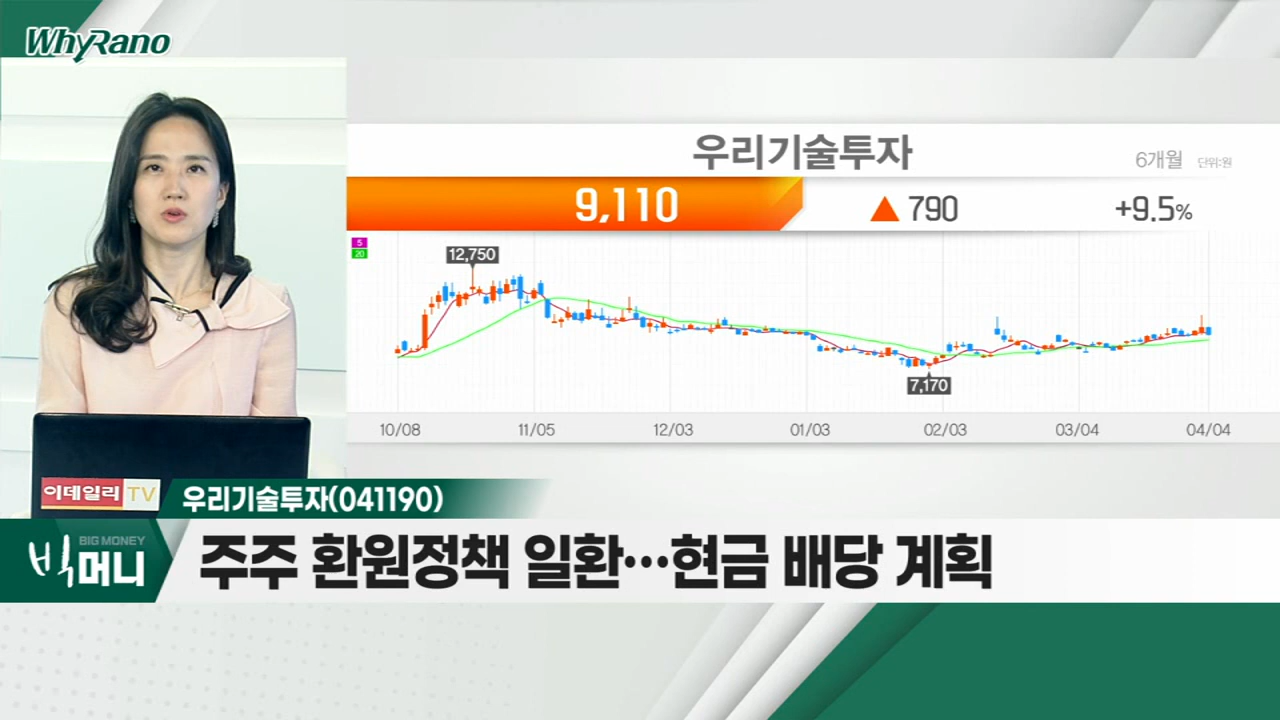 WhyRano
우리기술투자
6개월 단위:원
9,110 ▲ 790 +9.5%
5
20
12,750
7,170
10/08 11/05 12/03 01/03 02/03 03/04 04/04
이데일리 TV
우리기술투자(041190)
BIG MONEY
빅머니
주주 환원정책 일환…현금 배당 계획